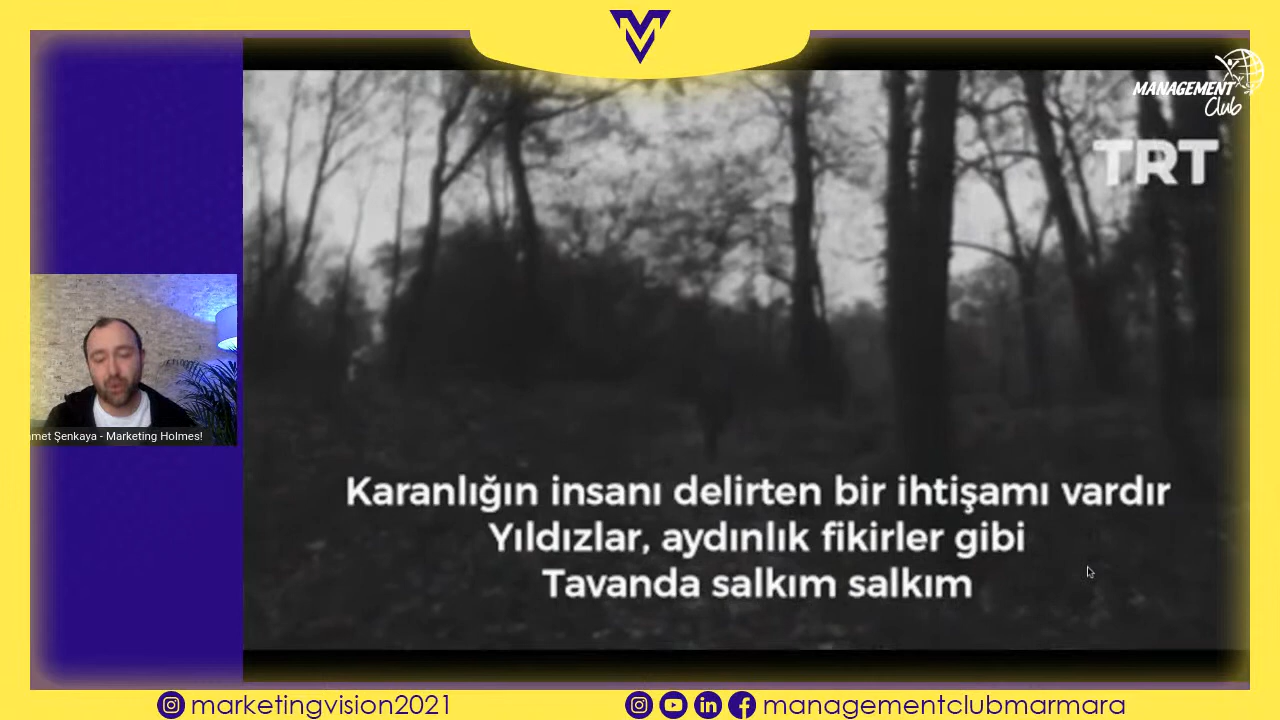 MANAGEMENT
Club
TRT
Karanlığın insanı delirten bir ihtişamı vardır
Yıldızlar, aydınlık fikirler gibi
Tavanda salkım salkım
Şenkaya - Marketing Holmes!
marketingvision2021
managementclubmarmara